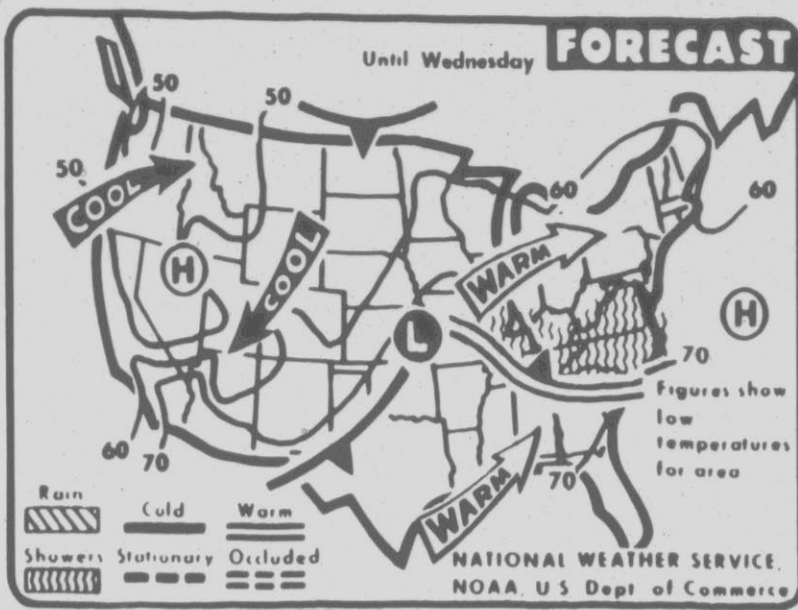 Until Wednesday FORECAST
50
50
50
COOL
COOL
60
60
WARM
H
H
L
70
Figures show
low
temperatures
for area
60
70
70
WARM
Rain
Cold
Warm
Showers
Stationary
Occluded
NATIONAL WEATHER SERVICE,
NOAA, U S Dept of Commerce